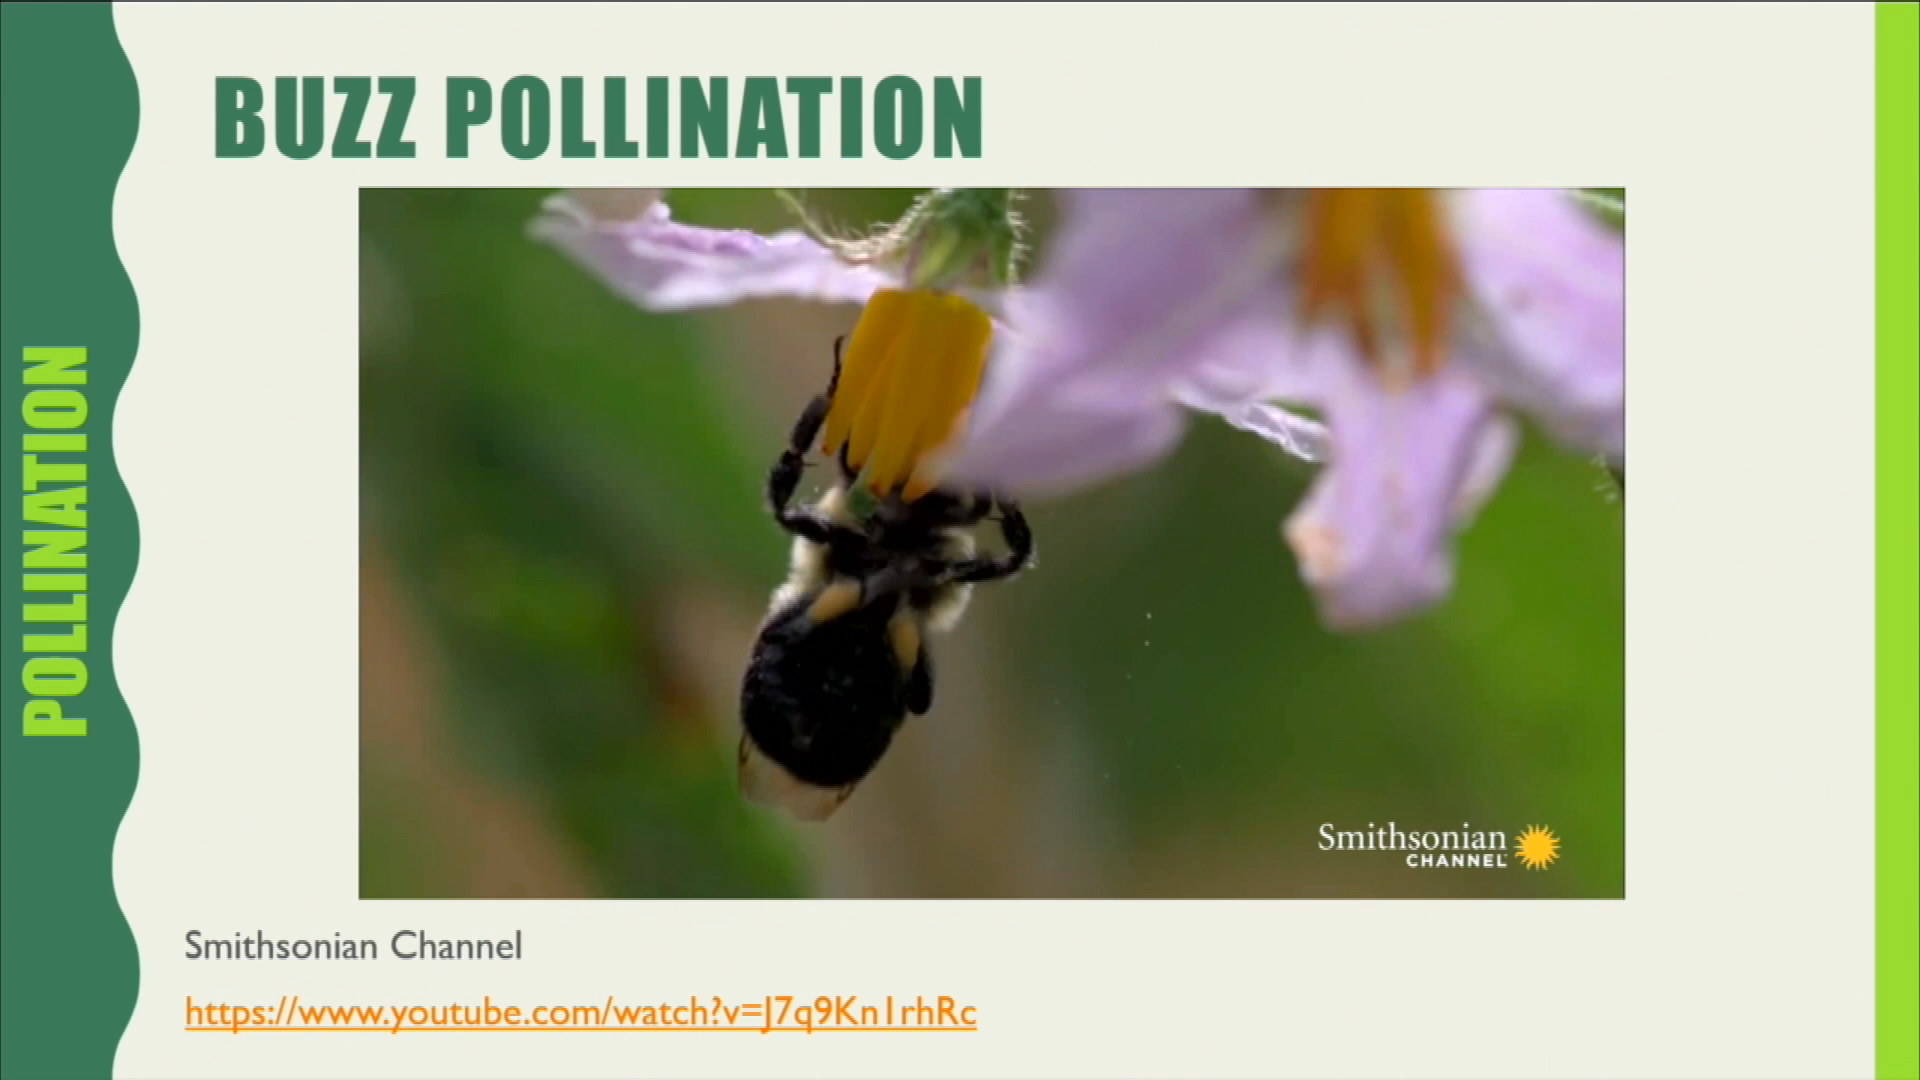 BUZZ POLLINATION
POLLINATION
Smithsonian
CHANNEL
Smithsonian Channel
https://www.youtube.com/watch?v=J7q9Kn1rhRc